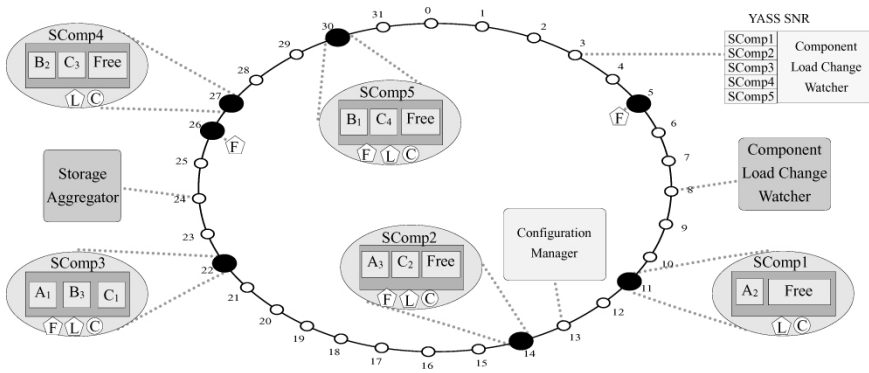 30
31
0
1
2
3
4
5
6
7
8
9
10
11
12
13
14
15
16
17
18
19
20
21
22
23
24
25
26
27
28
29
SComp4
B2
C3
Free
L
C
SComp5
B1
C4
Free
F
L
C
YASS SNR
SComp1
SComp2
SComp3
SComp4
SComp5
Component
Load Change
Watcher
F
F
Storage
Aggregator
Component
Load Change
Watcher
SComp3
A1
B3
C1
F
L
C
SComp2
A3
C2
Free
F
L
C
Configuration
Manager
SComp1
A2
Free
L
C